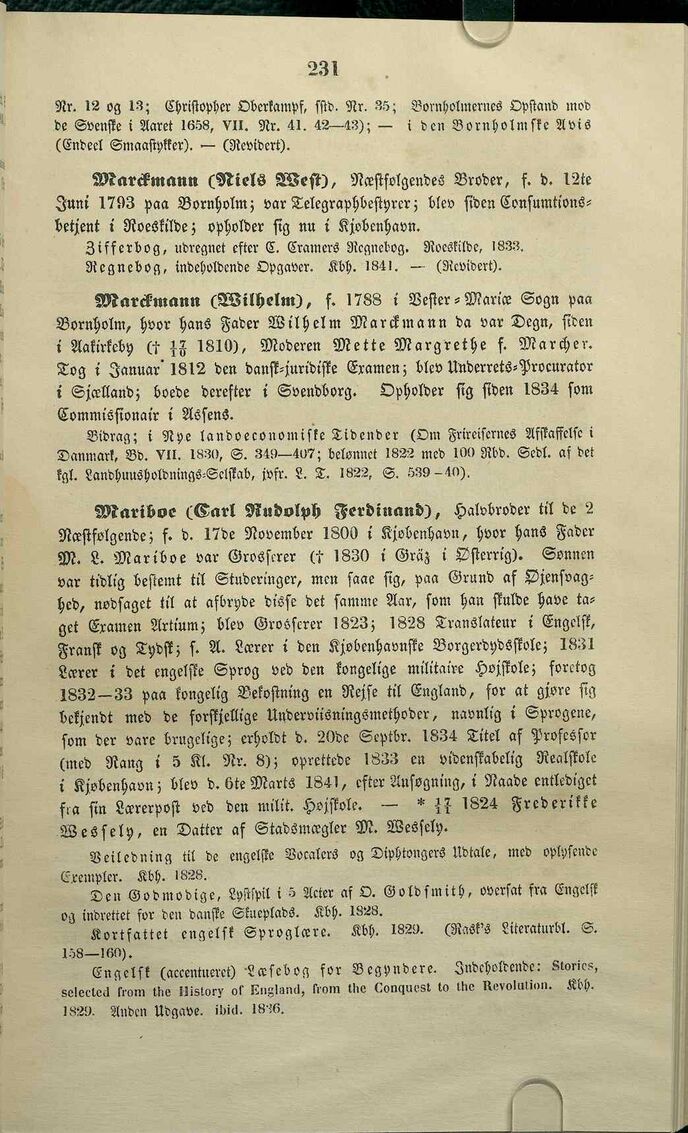 231
Nr. 12 og 13; Christopher Oberkampf, sstd. Nr. 35; Bornholmernes Opstand mod
de Svenske i Aaret 1658, VII. Nr. 41. 42—43); — i den Bornholmske Avis
(Endeel Smaastykker). — (Revidert).
Marckmann (Niels West), Næstfølgendes Broder, f. d. 12te
Juni 1793 paa Bornholm; var Telegraphbestyrer; blev siden Consumtions-
betjent i Roeskilde; opholder sig nu i Kjøbenhavn.
Zifferbog, udregnet efter C. Cramers Regnebog. Roeskilde, 1833.
Regnebog, indeholdende Opgaver. Kbh. 1841. — (Revidert).
Marckmann (Wilhelm), f. 1788 i Vester-Mariæ Sogn paa
Bornholm, hvor hans Fader Wilhelm Marckmann da var Degn, siden
i Aakirkeby († 17/10 1810), Moderen Mette Margrethe f. Marcher.
Tog i Januar 1812 den dansk-juridiske Examen; blev Underrets-Procurator
i Sjælland; boede derefter i Svendborg. Opholder sig siden 1834 som
Commissionair i Assens.
Bidrag; i Nye landoeconomiske Tidender (Om Frireisernes Afskaffelse i
Danmark, Bd. VII. 1830, S. 349—407; belønnet 1822 med 100 Rbd. Sedl. af det
kgl. Landhuusholdnings-Selskab, jvfr. L. T. 1822, S. 539-40).
Mariboe (Carl Rudolph Ferdinand), Halvbroder til de 2
Næstfølgende; f. d. 17de November 1800 i Kjøbenhavn, hvor hans Fader
M. L. Mariboe var Grosserer († 1830 i Gräz i Østerrig). Sønnen
var tidlig bestemt til Studeringer, men saae sig, paa Grund af Øjensvag-
hed, nødsaget til at afbryde disse det samme Aar, som han skulde have ta-
get Examen Artium; blev Grosserer 1823; 1828 Translateur i Engelsk,
Fransk og Tydsk; s. A. Lærer i den Kjøbenhavnske Borgerdydsskole; 1831
Lærer i det engelske Sprog ved den kongelige militaire Højskole; foretog
1832—33 paa kongelig Bekostning en Rejse til England, for at gjøre sig
bekjendt med de forskjellige Underviisningsmethoder, navnlig i Sprogene,
som der vare brugelige; erholdt d. 20de Septbr. 1834 Titel af Professor
(med Rang i 5 Kl. Nr. 8); oprettede 1833 en videnskabelig Realskole
i Kjøbenhavn; blev d. 6te Marts 1841, efter Ansøgning, i Naade entlediget
fra sin Lærerpost ved den milit. Højskole. — * 17/11 1824 Frederikke
Wessely, en Datter af Stadsmægler M. Wessely.
Veiledning til de engelske Vocalers og Diphtongers Udtale, med oplysende
Exempler. Kbh. 1828.
Den Godmodige, Lystspil i 5 Acter af O. Goldsmith, oversat fra Engelsk
og indrettet for den danske Skueplads. Kbh. 1828.
Kortfattet engelsk Sproglære. Kbh. 1829. (Rask's Literaturbl. S.
158—160).
Engelsk (accentueret) Læsebog for Begyndere. Indeholdende: Stories,
selected from the History of England, from the Conquest to the Revolution. Kbh.
1829. Anden Udgave. ibid. 1836.